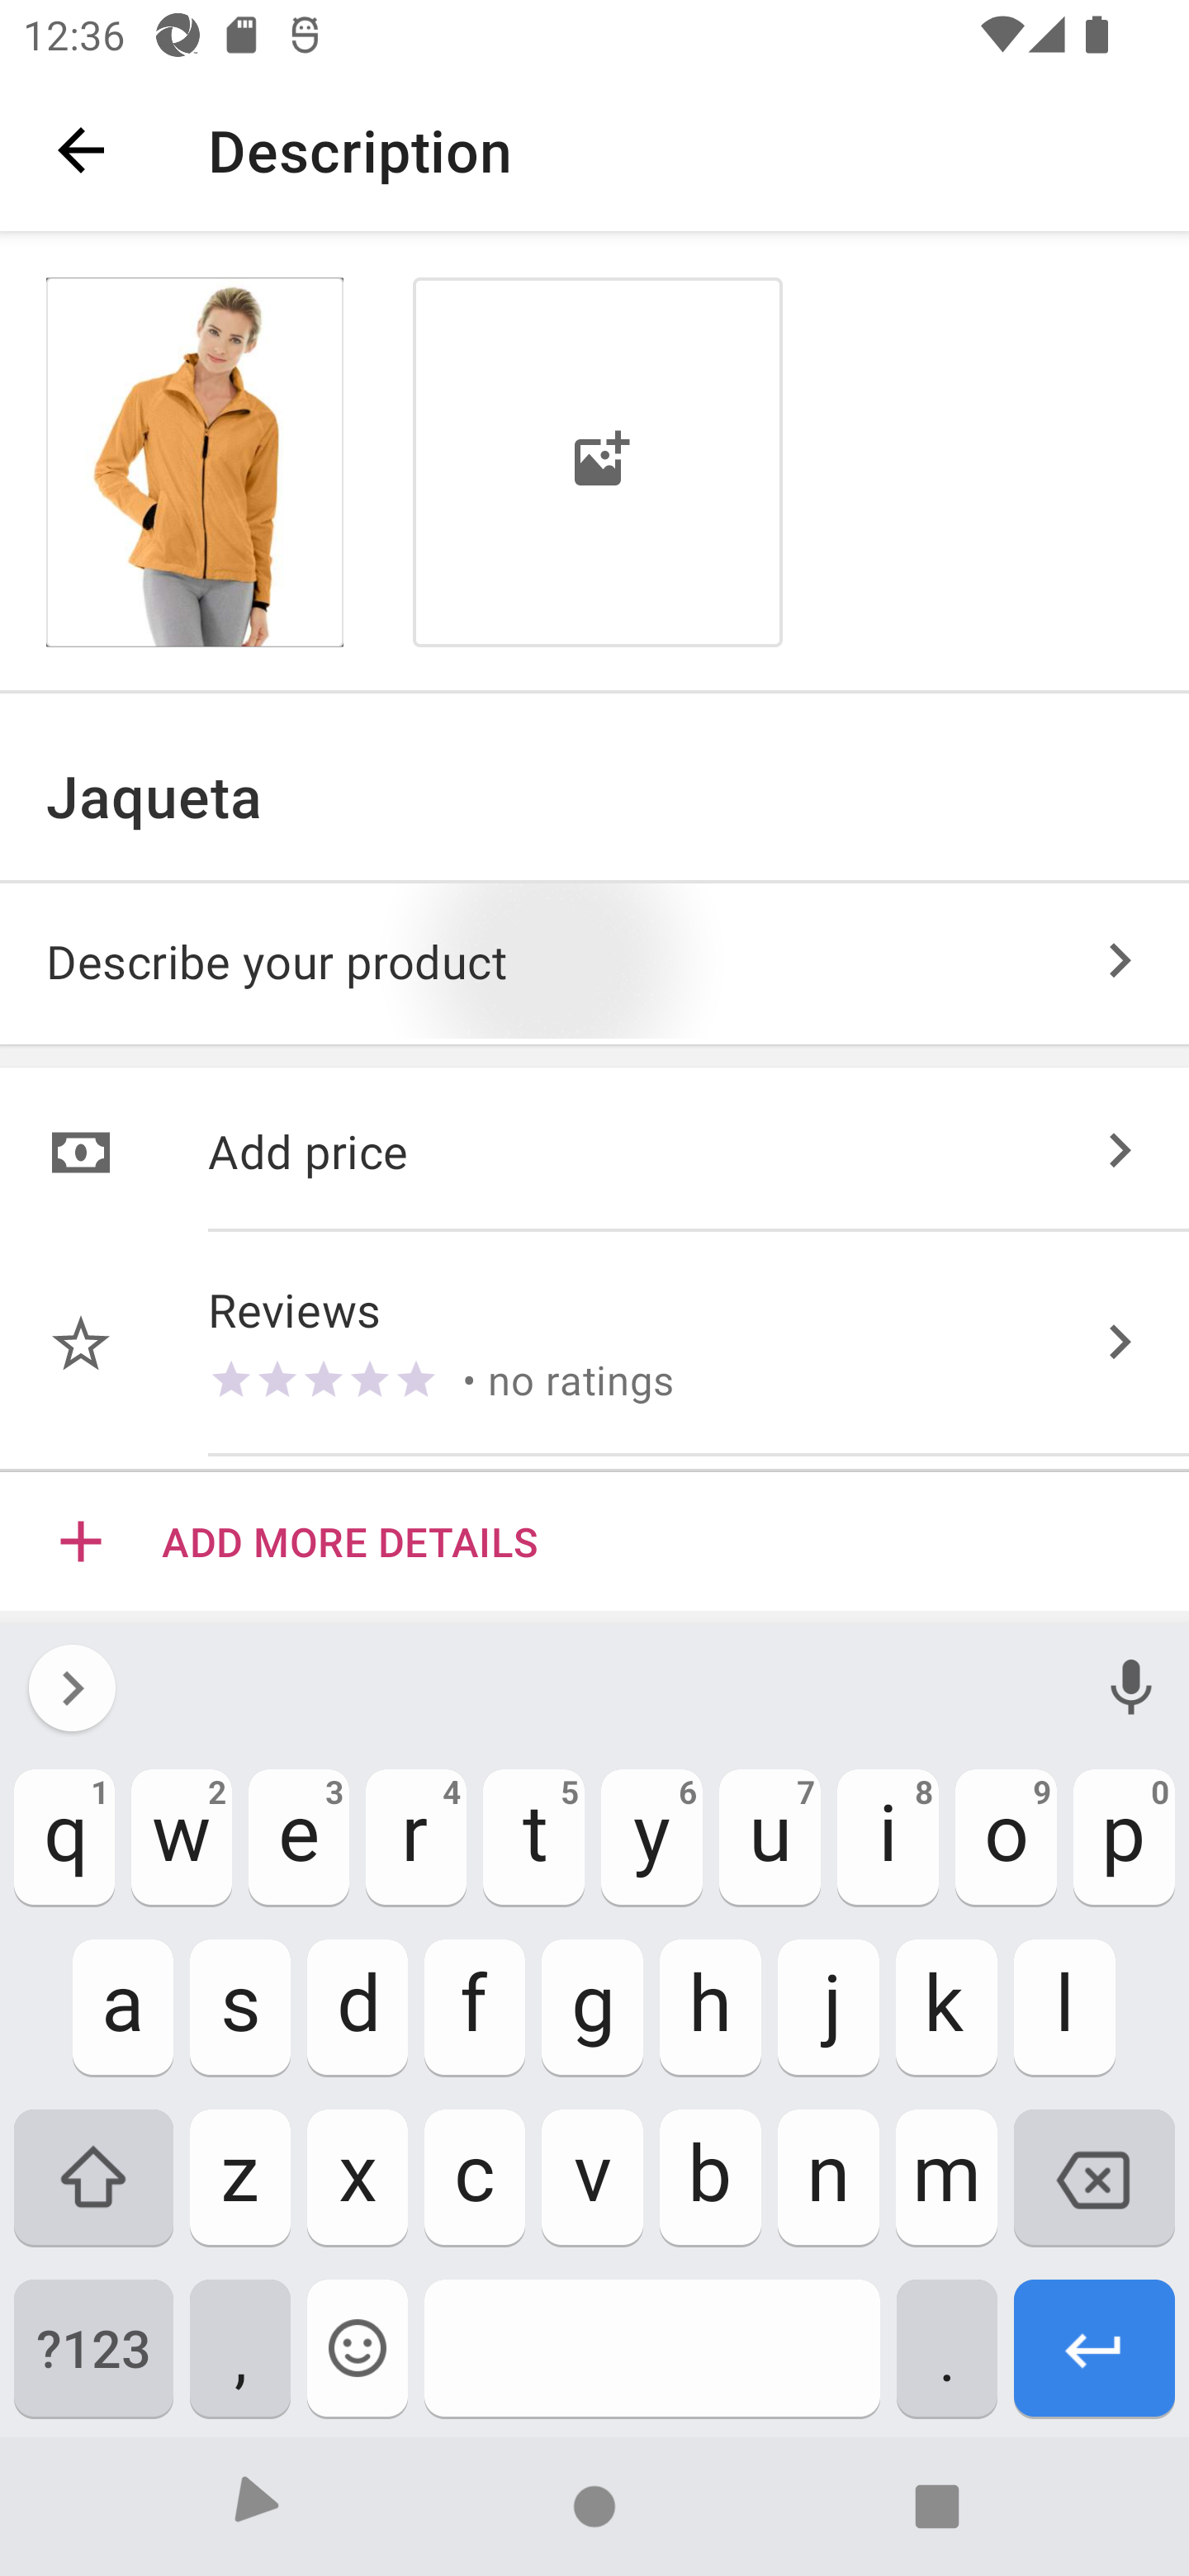 12:36
Description
Jaqueta
Describe your product
Add price
Reviews
• no ratings
ADD MORE DETAILS
1 2 3 4 5 6 7 8 9 0
q w e r t y u i o p
a s d f g h j k l
z x c v b n m
?123 , .